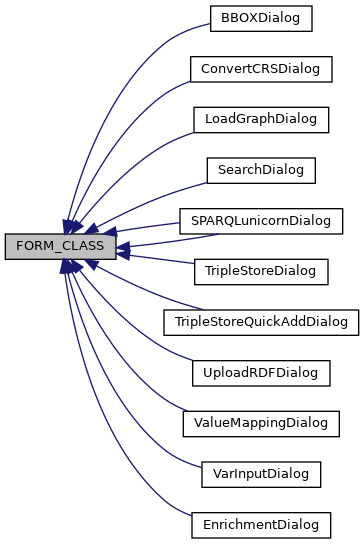 BBOXDialog
ConvertCRSDialog
LoadGraphDialog
SearchDialog
SPARQLunicornDialog
FORM_CLASS
TripleStoreDialog
TripleStoreQuickAddDialog
UploadRDFDialog
ValueMappingDialog
VarInputDialog
EnrichmentDialog